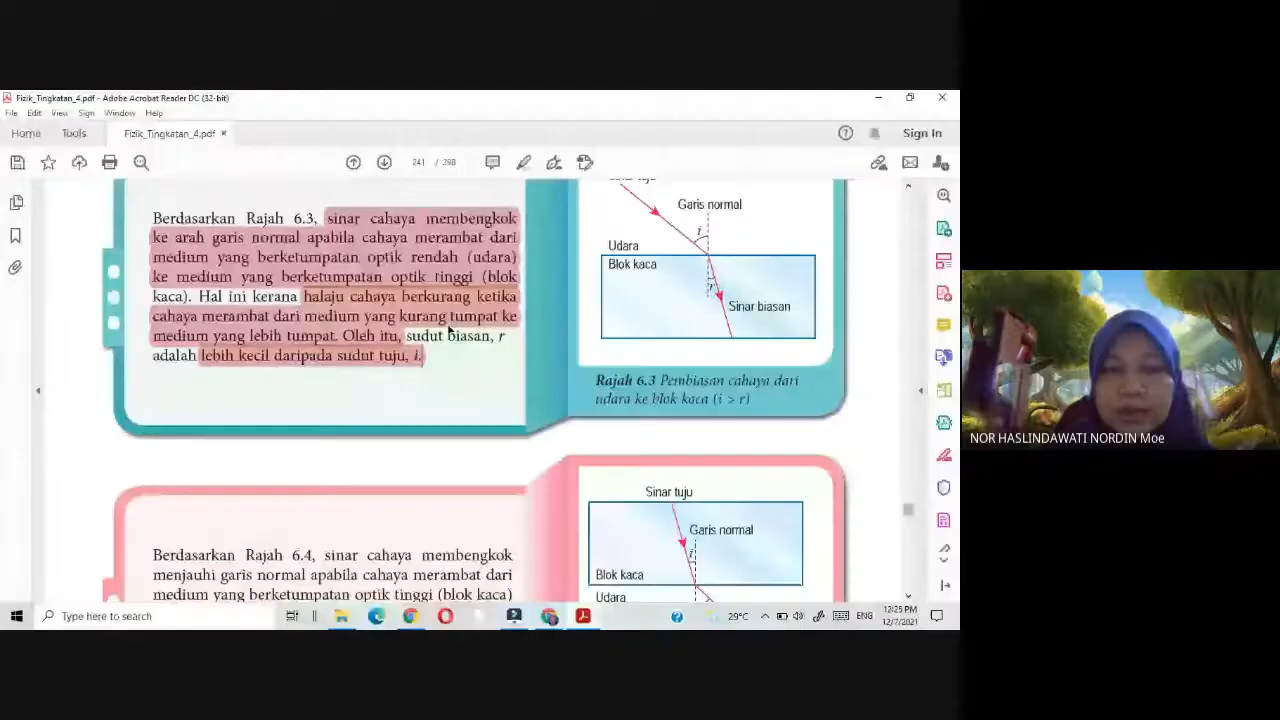 Fizik_Tingkatan_4.pdf - Adobe Acrobat Reader DC (32-bit)
File Edit View Sign Window Help
Home Tools Fizik_Tingkatan_4.pdf × Sign In
241 / 298
Berdasarkan Rajah 6.3, sinar cahaya membengkok
ke arah garis normal apabila cahaya merambat dari
medium yang berketumpatan optik rendah (udara)
ke medium yang berketumpatan optik tinggi (blok
kaca). Hal ini kerana halaju cahaya berkurang ketika
cahaya merambat dari medium yang kurang tumpat ke
medium yang lebih tumpat. Oleh itu, sudut biasan, r
adalah lebih kecil daripada sudut tuju, i.
Garis normal
i
Udara
Blok kaca
r
Sinar biasan
Rajah 6.3 Pembiasan cahaya dari
udara ke blok kaca (i > r)
Berdasarkan Rajah 6.4, sinar cahaya membengkok
menjauhi garis normal apabila cahaya merambat dari
medium yang berketumpatan optik tinggi (blok kaca)
Sinar tuju
Garis normal
i
Blok kaca
Udara
NOR HASLINDAWATI NORDIN Moe
Type here to search
29°C
ENG
12:25 PM
12/7/2021